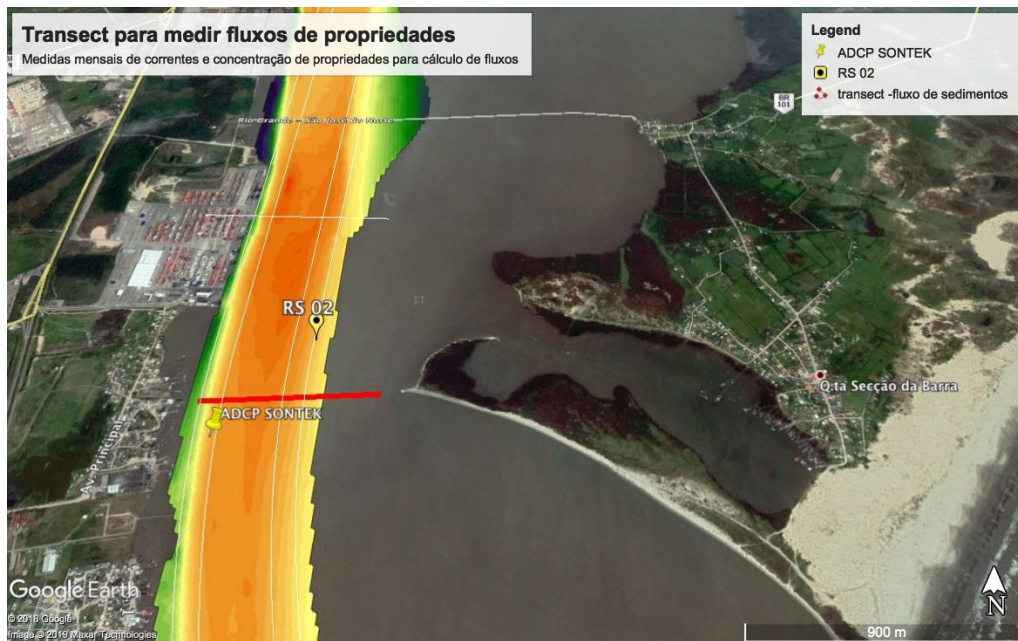 Transect para medir fluxos de propriedades
Medidas mensais de correntes e concentração de propriedades para cálculo de fluxos
Legend
ADCP SONTEK
RS 02
transect -fluxo de sedimentos
BR
101
Rio Grande - São José do Norte
RS 02
Q.ta Secção da Barra
ADCP SONTEK
Av. Principal
Google Earth
© 2018 Google
Image © 2019 Maxar Technologies
900 m
N